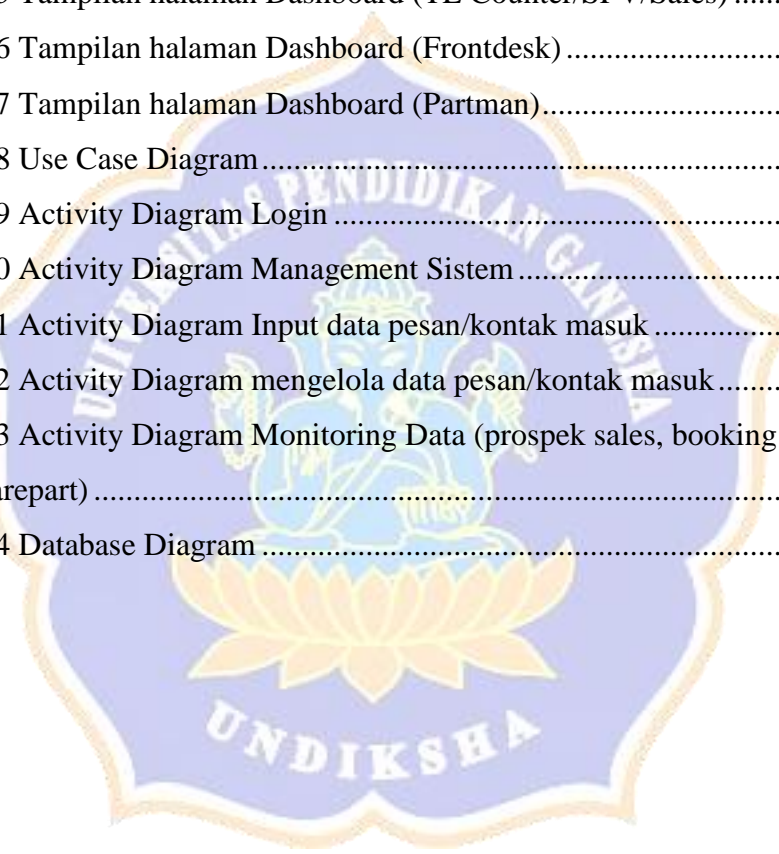 5 Tampilan halaman Dashboard (TL Counter/SPV/Sales)..........
6 Tampilan halaman Dashboard (Frontdesk)..............................
7 Tampilan halaman Dashboard (Partman)..................................
8 Use Case Diagram.........................................................................
9 Activity Diagram Login...............................................................
0 Activity Diagram Management Sistem.....................................
1 Activity Diagram Input data pesan/kontak masuk..................
2 Activity Diagram mengelola data pesan/kontak masuk.........
3 Activity Diagram Monitoring Data (prospek sales, booking
arepart)..............................................................................................
4 Database Diagram.........................................................................
UNIVERSITAS PENDIDIKAN GANESHA
UNDIKSHA